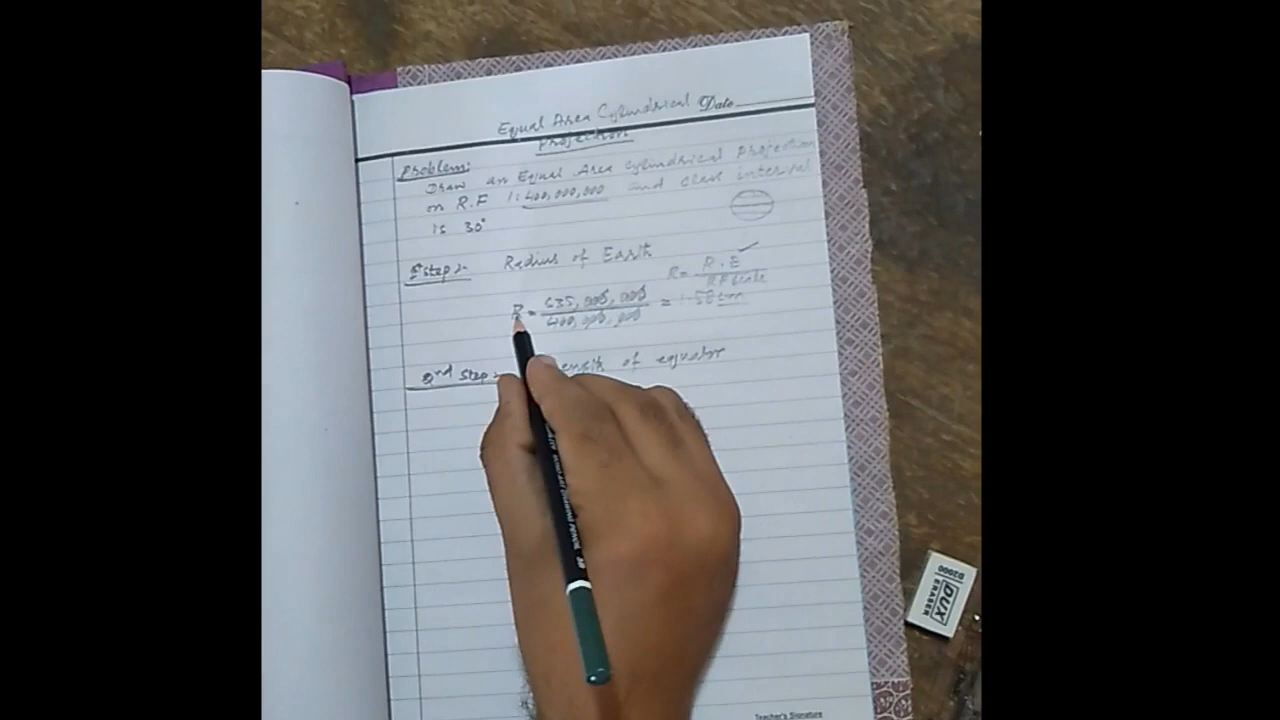 Equal Area Cylindrical
Date
Projection
Problem:
Draw an Equal Area Cylindrical Projection
on R.F 1:400,000,000 and class interval
is 30°
1st Step :- Radius of Earth
R = R.E
R = 635,000,000 = 1.58 cm
400,000,000
2nd Step :- of equator
DUX
ERASER
D2000
Teacher's Signature